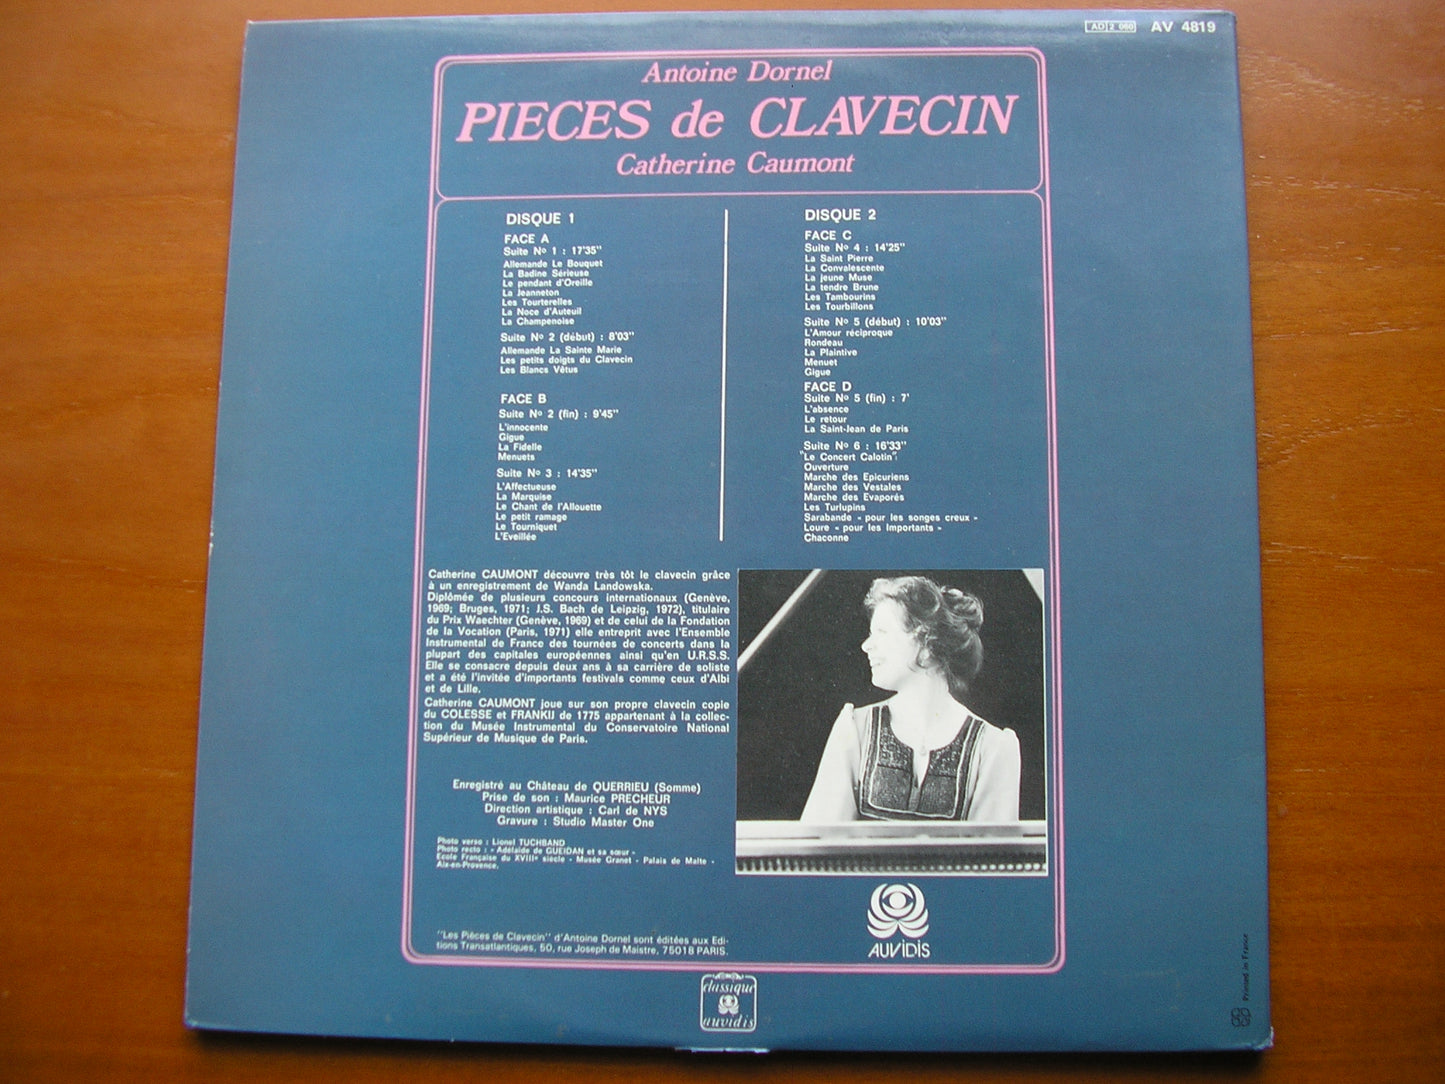 AD 2 050 AV 4819
Antoine Dornel
PIECES de CLAVECIN
Catherine Caumont
DISQUE 1
FACE A
Suite Nº 1 : 17'35"
Allemande Le Bouquet
La Badine Sérieuse
Le pendant d'Oreille
La Jeanneton
Les Tourterelles
La Noce d'Auteuil
La Champenoise
Suite Nº 2 (début) : 8'03"
Allemande La Sainte Marie
Les petits doigts du Clavecin
Les Blancs Vêtus
FACE B
Suite Nº 2 (fin) : 9'45"
L'innocente
Gigue
La Fidelle
Menuets
Suite Nº 3 : 14'35"
L'Affectueuse
La Marquise
Le Chant de l'Allouette
Le petit ramage
Le Tourniquet
L'Eveillée
DISQUE 2
FACE C
Suite Nº 4 : 14'25"
La Saint Pierre
La Convalescente
La jeune Muse
La tendre Brune
Les Tambourins
Les Tourbillons
Suite Nº 5 (début) : 10'03"
L'Amour réciproque
Rondeau
La Plaintive
Menuet
Gigue
FACE D
Suite Nº 5 (fin) : 7'
L'absence
Le retour
La Saint-Jean de Paris
Suite Nº 6 : 16'33"
"Le Concert Calotin" :
Ouverture
Marche des Epicuriens
Marche des Vestales
Marche des Evaporés
Les Turlupins
Sarabande - pour les songes creux -
Loure - pour les Importants -
Chaconne
Catherine CAUMONT découvre très tôt le clavecin grâce
à un enregistrement de Wanda Landowska.
Diplômée de plusieurs concours internationaux (Genève,
1969; Bruges, 1971; J.S. Bach de Leipzig, 1972), titulaire
du Prix Waechter (Genève, 1969) et de celui de la Fondation
de la Vocation (Paris, 1971) elle entreprit avec l'Ensemble
Instrumental de France des tournées de concerts dans la
plupart des capitales européennes ainsi qu'en U.R.S.S.
Elle se consacre depuis deux ans à sa carrière de soliste
et a été l'invitée d'importants festivals comme ceux d'Albi
et de Lille.
Catherine CAUMONT joue sur son propre clavecin copie
du COLESSE et FRANKIJ de 1775 appartenant à la collec-
tion du Musée Instrumental du Conservatoire National
Supérieur de Musique de Paris.
Enregistré au Château de QUERRIEU (Somme)
Prise de son : Maurice PRECHEUR
Direction artistique : Carl de NYS
Gravure : Studio Master One
Photo verso : Lionel TUCHBAND
Photo recto : - Adélaïde de GUEIDAN et sa sœur -
Ecole Française du XVIIIe siècle - Musée Granet - Palais de Malte -
Aix-en-Provence.
"Les Pièces de Clavecin" d'Antoine Dornel sont éditées aux Edi-
tions Transatlantiques, 50, rue Joseph de Maistre, 75018 PARIS.
AUVIDIS
classique
auvidis
Printed in France